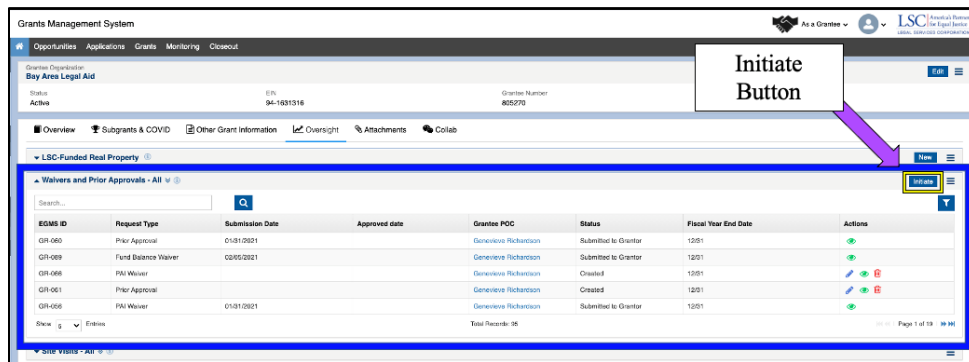 Grants Management System
As a Grantee
LSC America's Partner for Equal Justice
LEGAL SERVICES CORPORATION
Opportunities Applications Grants Monitoring Closeout
Initiate Button
Grantee Organization
Bay Area Legal Aid
Edit
Status EIN Grantee Number
Active 94-1631316 805270
Overview Subgrants & COVID Other Grant Information Oversight Attachments Collab
LSC-Funded Real Property New
Waivers and Prior Approvals - All Initiate
Search...
EGMS ID Request Type Submission Date Approved date Grantee POC Status Fiscal Year End Date Actions
GR-060 Prior Approval 01/31/2021 Genevieve Richardson Submitted to Grantor 12/31
GR-089 Fund Balance Waiver 02/05/2021 Genevieve Richardson Submitted to Grantor 12/31
PAI Waiver Genevieve Richardson Created 12/31
GR-061 Prior Approval Genevieve Richardson Created 12/31
GR-056 PAI Waiver 01/31/2021 Genevieve Richardson Submitted to Grantor 12/31
Show 5 Entries Total Records: 95 Page 1 of 19
Site Visits - All